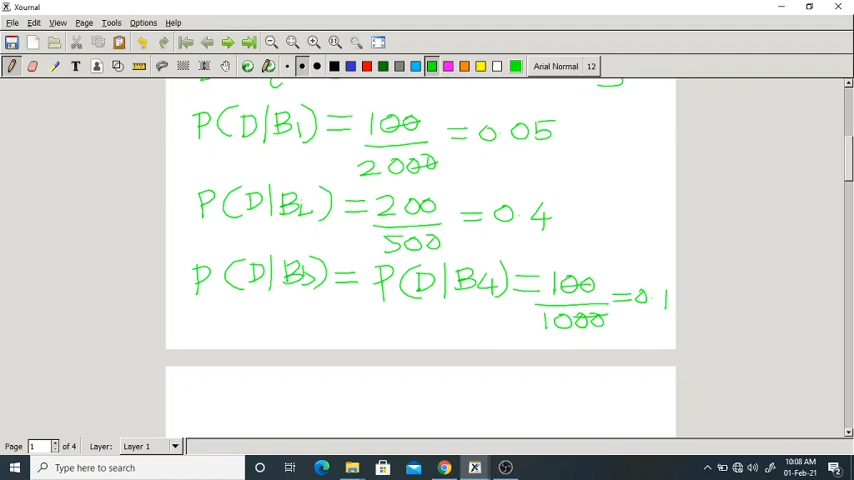 Xournal
File Edit View Page Tools Options Help
T Arial Normal 12
P(D|B1) = 100/2000 = 0.05
P(D|B2) = 200/500 = 0.4
P(D|B3) = P(D|B4) = 100/1000 = 0.1
Page 1 of 4 Layer: Layer 1
Type here to search
10:08 AM
01-Feb-21
2